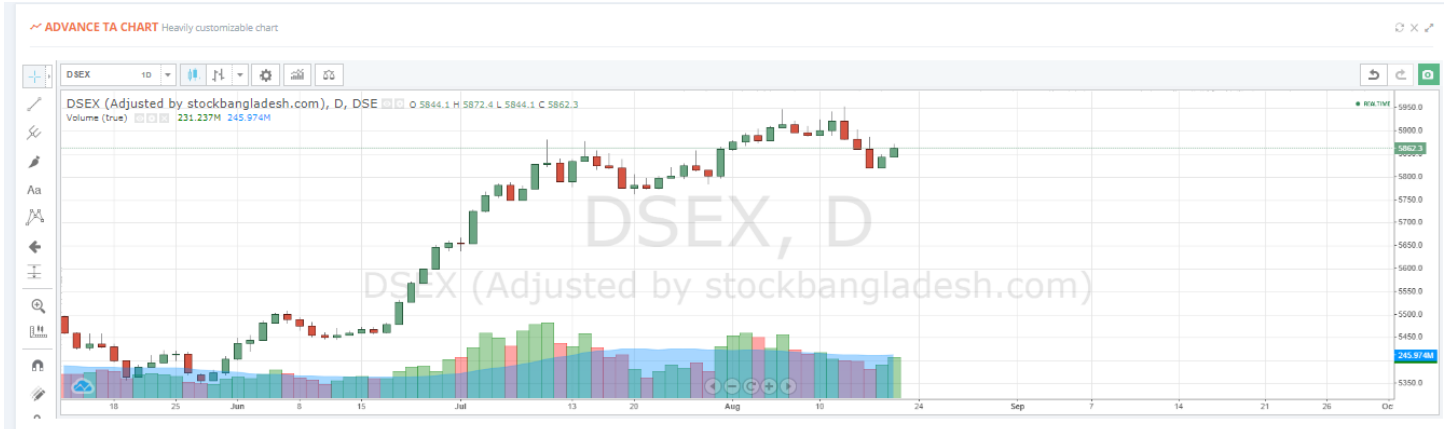 ADVANCE TA CHART Heavily customizable chart
DSEX 1D
DSEX (Adjusted by stockbangladesh.com), D, DSE O 5844.1 H 5872.4 L 5844.1 C 5862.3
Volume (true) 231.237M 245.974M
REALTIME
Aa
5950.0
5900.0
5862.3
5800.0
5750.0
5700.0
5650.0
5600.0
5550.0
5500.0
5450.0
245.974M
5350.0
DSEX, D
DSEX (Adjusted by stockbangladesh.com)
18 25 Jun 8 15 Jul 13 20 Aug 10 24 Sep 7 14 21 26 Oc